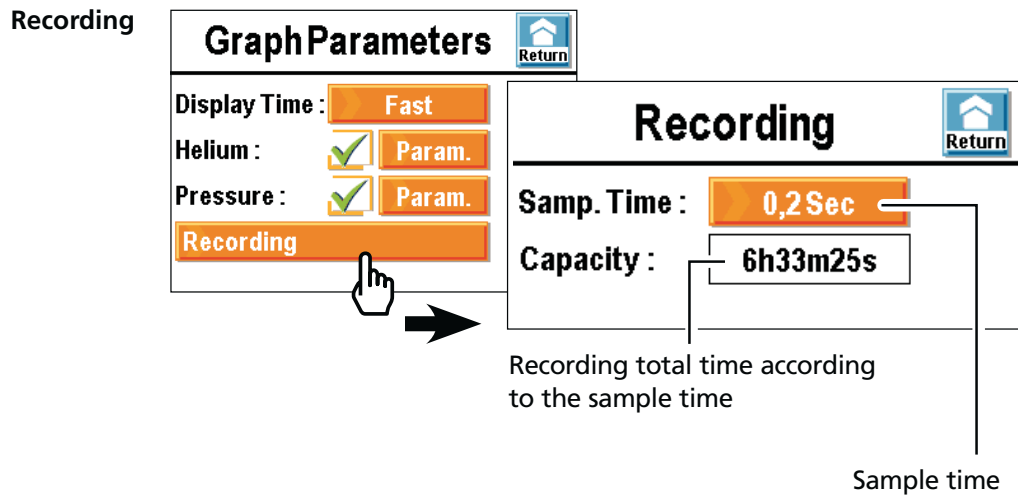 Recording
Graph Parameters
Return
Display Time :
Fast
Helium :
Param.
Pressure :
Param.
Recording
Recording
Return
Samp. Time :
0,2 Sec
Capacity :
6h33m25s
Recording total time according
to the sample time
Sample time